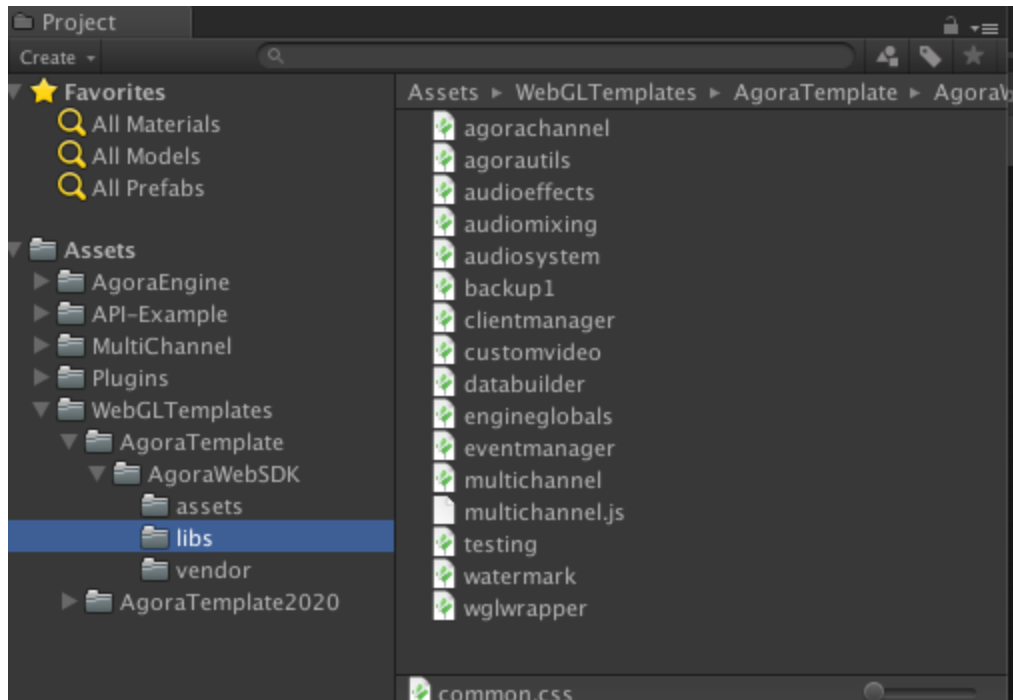 Project
Create
Favorites
All Materials
All Models
All Prefabs
Assets
AgoraEngine
API-Example
MultiChannel
Plugins
WebGLTemplates
AgoraTemplate
AgoraWebSDK
assets
libs
vendor
AgoraTemplate2020
Assets ▸ WebGLTemplates ▸ AgoraTemplate ▸
agorachannel
agorautils
audioeffects
audiomixing
audiosystem
backup1
clientmanager
customvideo
databuilder
engineglobals
eventmanager
multichannel
multichannel.js
testing
watermark
wglwrapper
common.css